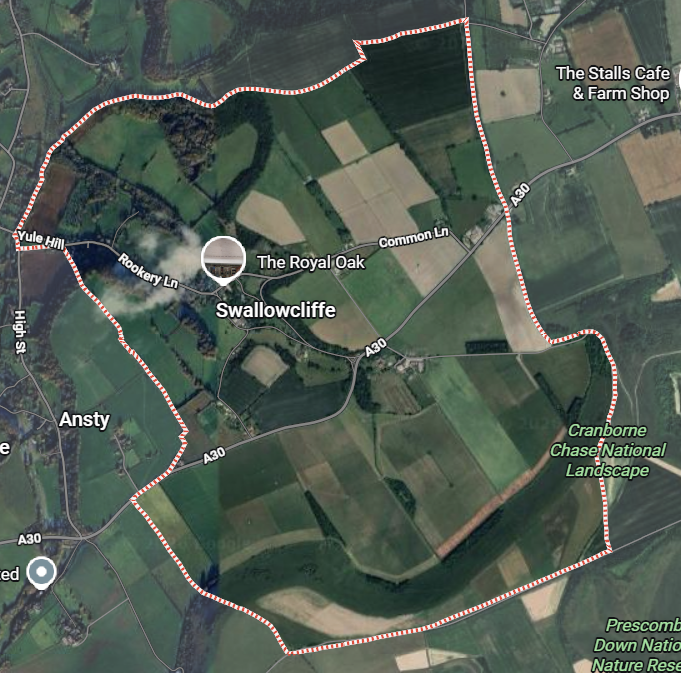 The Stalls Cafe
& Farm Shop
A30
Yule Hill
Common Ln
Rookery Ln
The Royal Oak
Swallowcliffe
High St
A30
Ansty
Cranborne
Chase National
Landscape
e
A30
A30
ted
Prescomb
Down Natio
Nature Rese